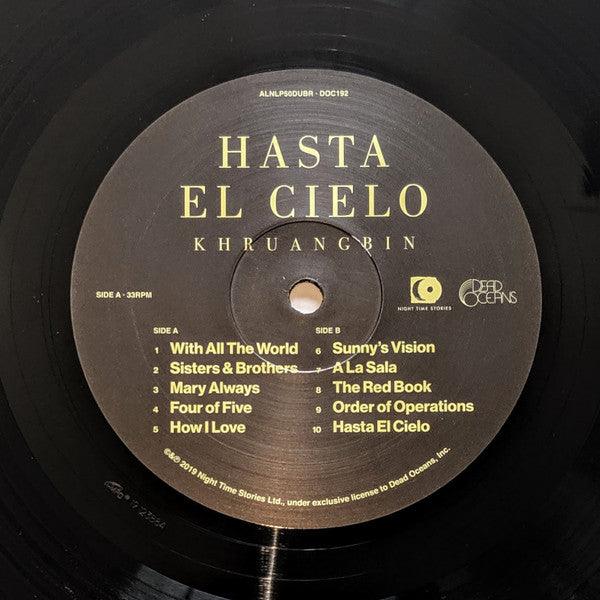 ALNLP50DUBR - DOC192
HASTA
EL CIELO
KHRUANGBIN
SIDE A - 33RPM
NIGHT TIME STORIES
DEAD
OCEANS
SIDE A
1 With All The World
2 Sisters & Brothers
3 Mary Always
4 Four of Five
5 How I Love
SIDE B
6 Sunny's Vision
7 A La Sala
8 The Red Book
9 Order of Operations
10 Hasta El Cielo
©&℗ 2019 Night Time Stories Ltd., under exclusive license to Dead Oceans, Inc.